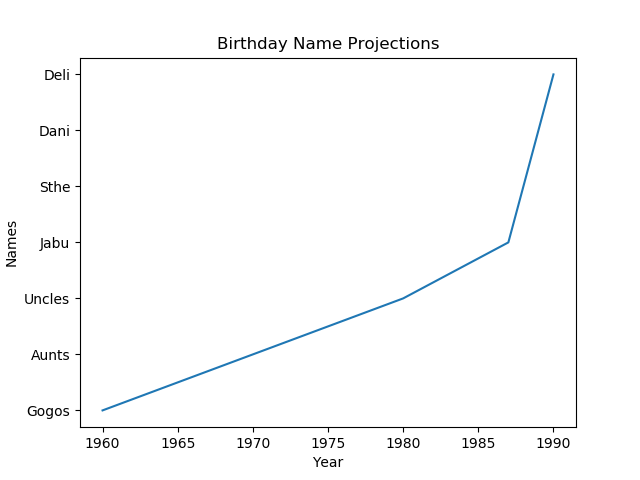 Birthday Name Projections
Deli
Dani
Sthe
Jabu
Uncles
Aunts
Gogos
Names
1960 1965 1970 1975 1980 1985 1990
Year